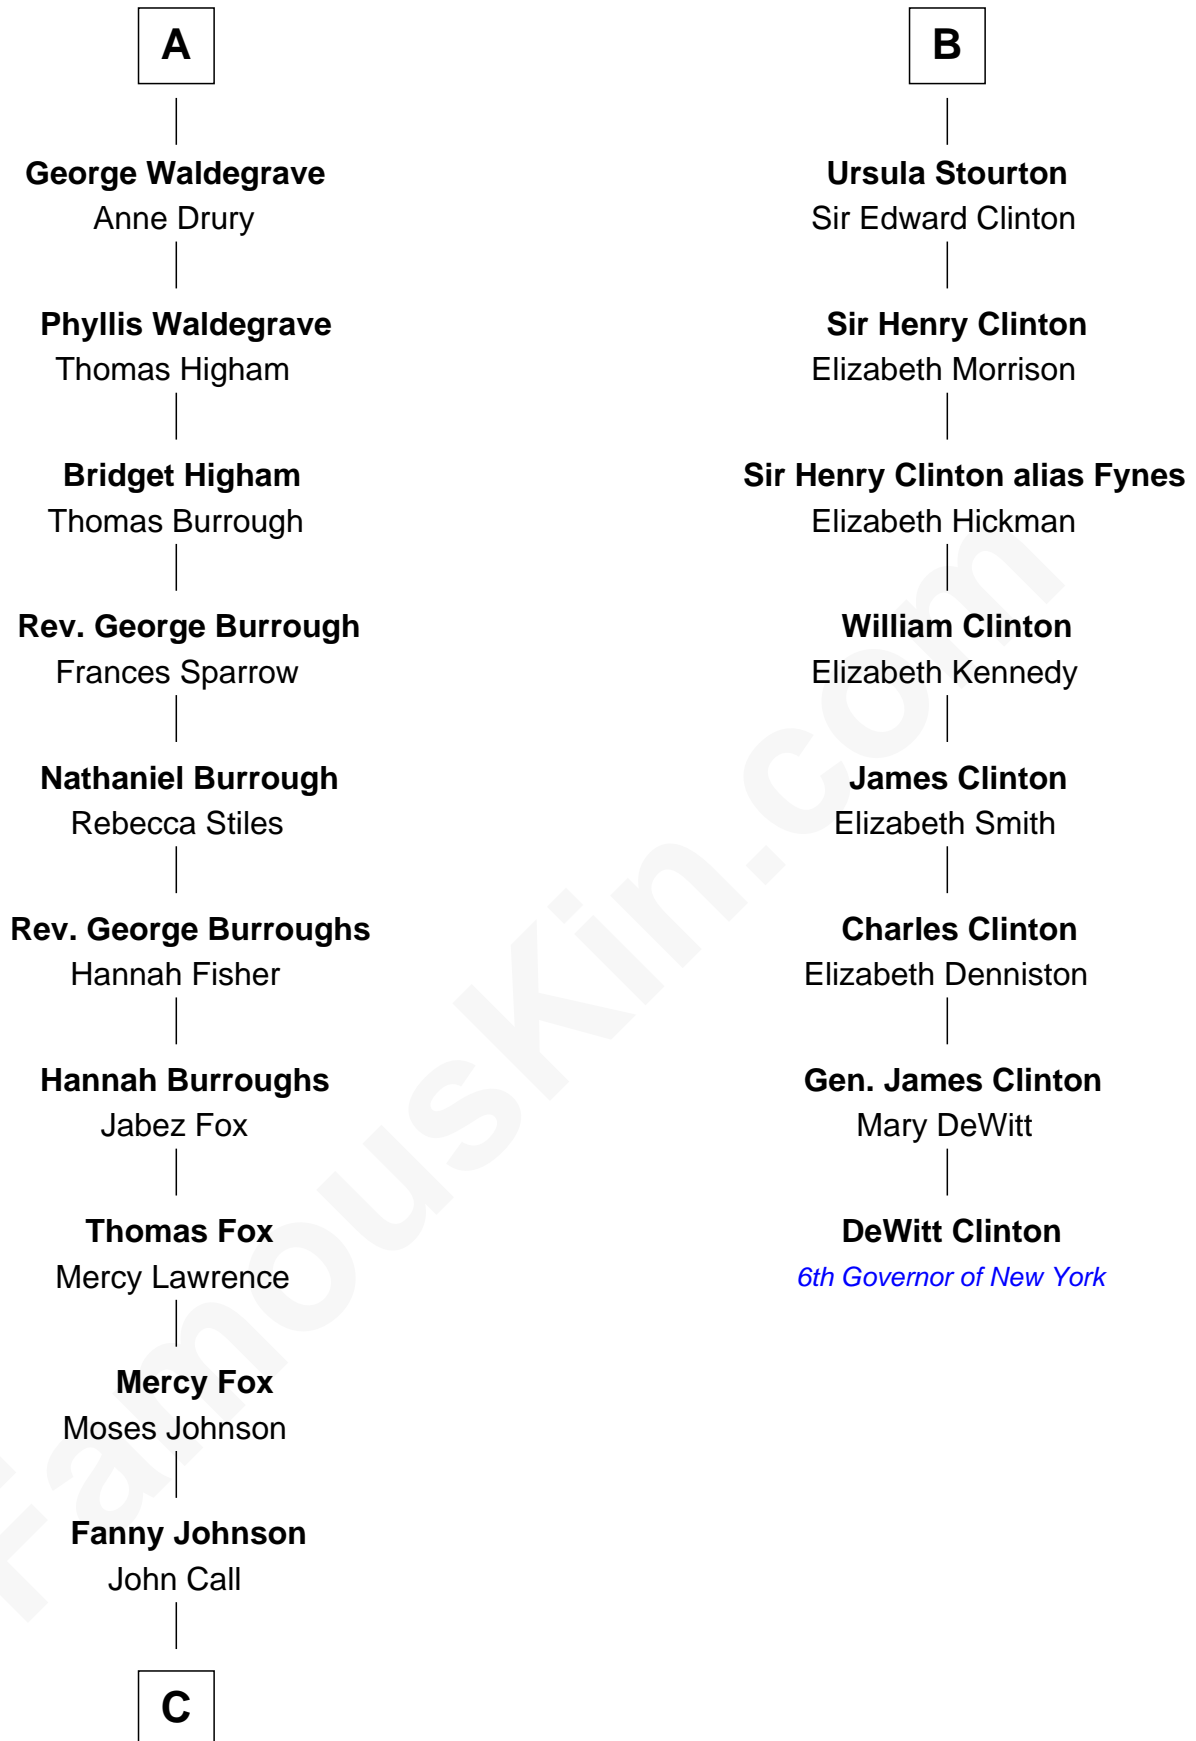 A
George Waldegrave
Anne Drury
Phyllis Waldegrave
Thomas Higham
Bridget Higham
Thomas Burrough
Rev. George Burrough
Frances Sparrow
Nathaniel Burrough
Rebecca Stiles
Rev. George Burroughs
Hannah Fisher
Hannah Burroughs
Jabez Fox
Thomas Fox
Mercy Lawrence
Mercy Fox
Moses Johnson
Fanny Johnson
John Call
C
B
Ursula Stourton
Sir Edward Clinton
Sir Henry Clinton
Elizabeth Morrison
Sir Henry Clinton alias Fynes
Elizabeth Hickman
William Clinton
Elizabeth Kennedy
James Clinton
Elizabeth Smith
Charles Clinton
Elizabeth Denniston
Gen. James Clinton
Mary DeWitt
DeWitt Clinton
6th Governor of New York
FamousKin.com